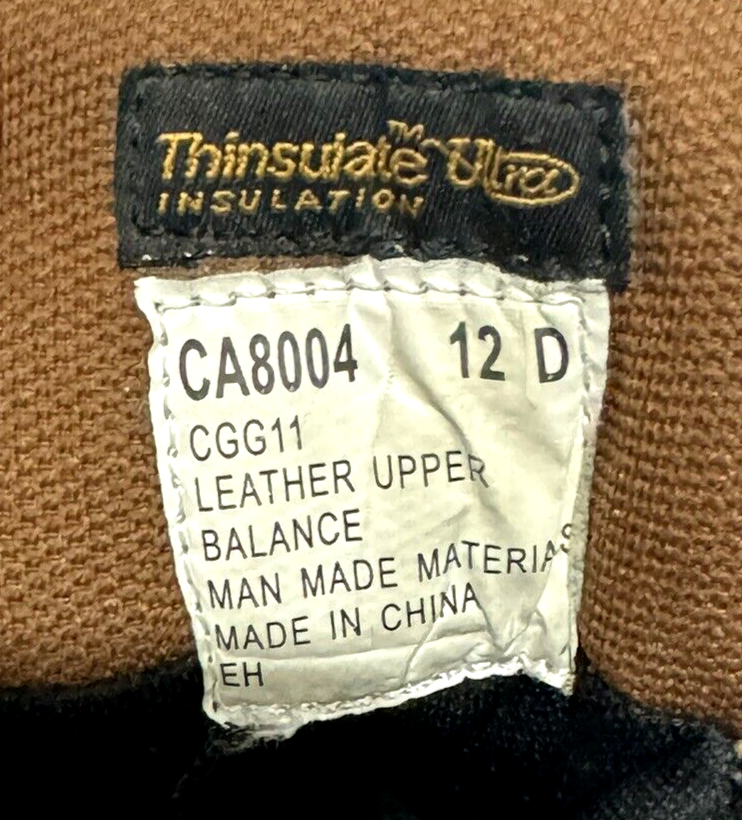 Thinsulate™ Ultra
INSULATION
CA8004 12 D
CGG11
LEATHER UPPER
BALANCE
MAN MADE MATERIAS
MADE IN CHINA
EH